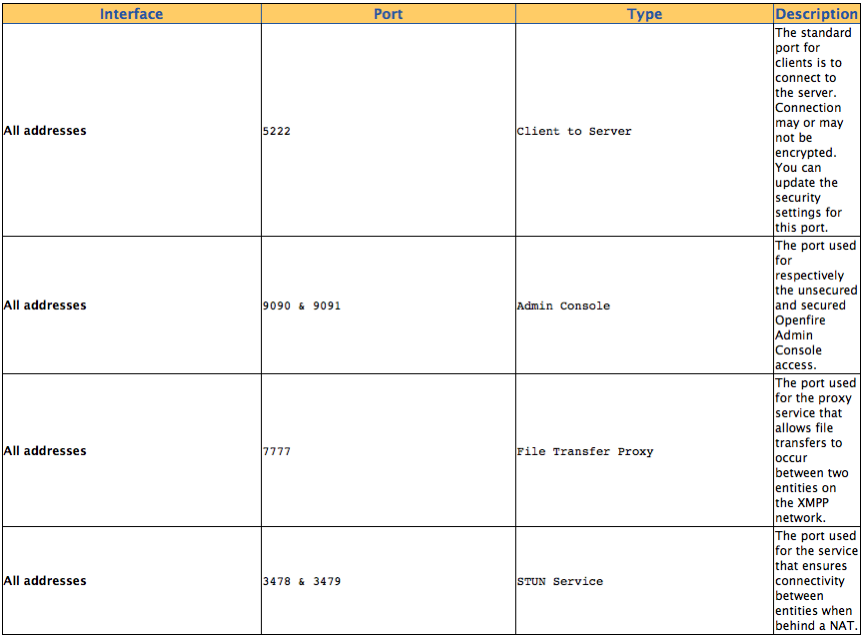 Interface Port Type Description
All addresses 5222 Client to Server
The standard
port for
clients is to
connect to
the server.
Connection
may or may
not be
encrypted.
You can
update the
security
settings for
this port.
All addresses 9090 & 9091 Admin Console
The port used
for
respectively
the unsecured
and secured
Openfire
Admin
Console
access.
All addresses 7777 File Transfer Proxy
The port used
for the proxy
service that
allows file
transfers to
occur
between two
entities on
the XMPP
network.
All addresses 3478 & 3479 STUN Service
The port used
for the service
that ensures
connectivity
between
entities when
behind a NAT.